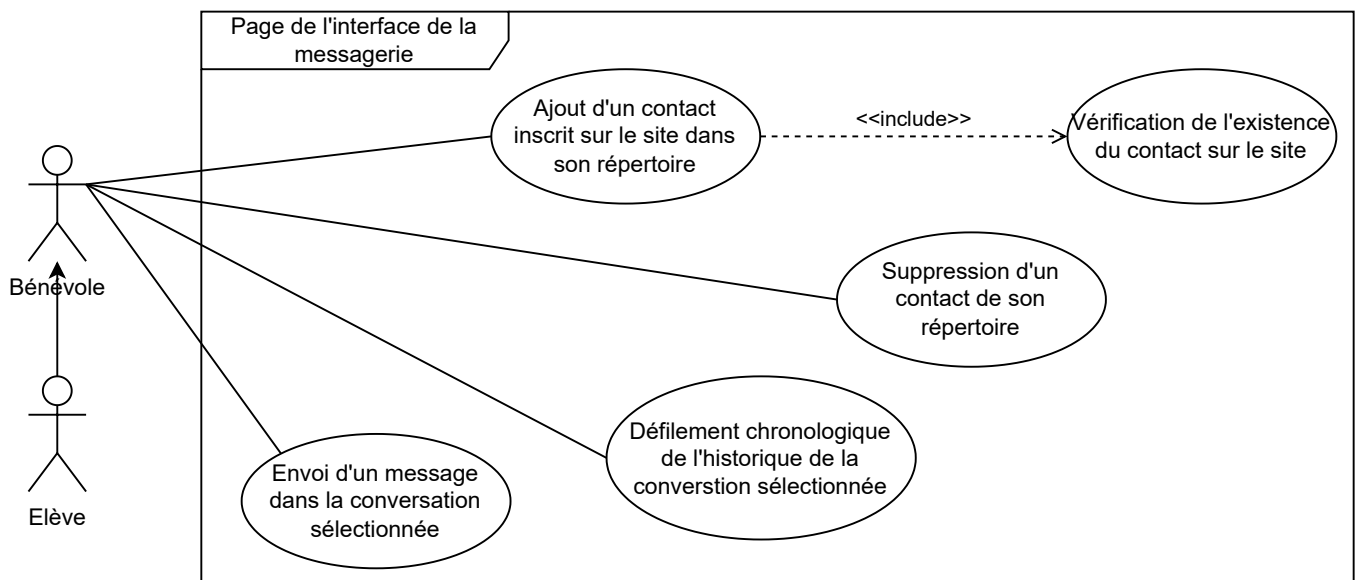 Page de l'interface de la
messagerie
Ajout d'un contact
inscrit sur le site dans
son répertoire
<<include>>
Vérification de l'existence
du contact sur le site
Bénévole
Suppression d'un
contact de son
répertoire
Défilement chronologique
de l'historique de la
converstion sélectionnée
Envoi d'un message
dans la conversation
sélectionnée
Elève